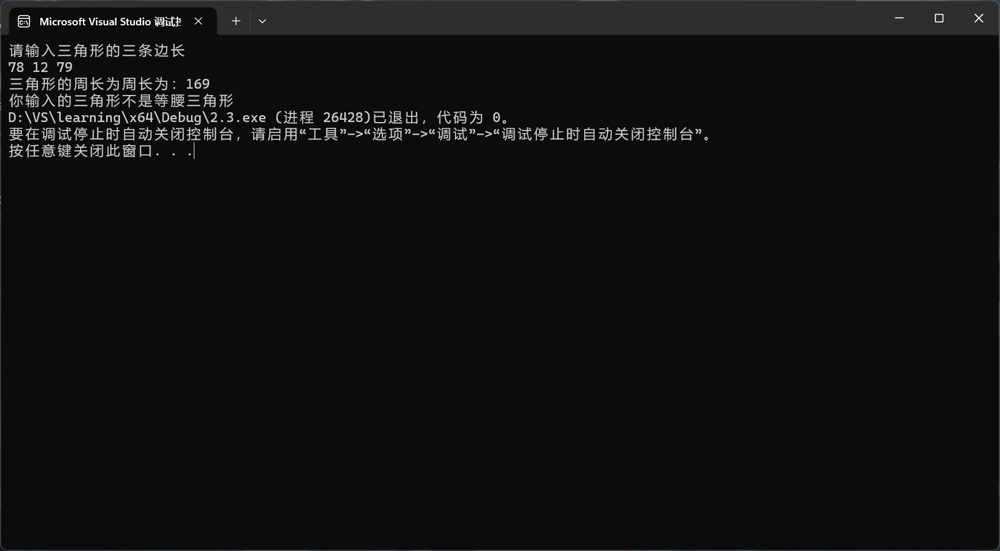 Microsoft Visual Studio 调试
请输入三角形的三条边长
78 12 79
三角形的周长为周长为：169
你输入的三角形不是等腰三角形
D:\VS\learning\x64\Debug\2.3.exe (进程 26428)已退出，代码为 0。
要在调试停止时自动关闭控制台，请启用“工具”->“选项”->“调试”->“调试停止时自动关闭控制台”。
按任意键关闭此窗口. . .